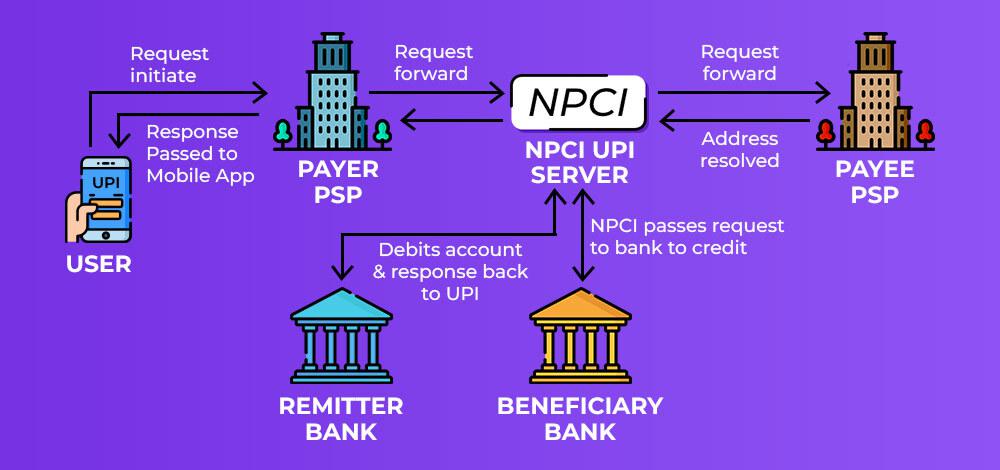 Request
initiate
Request
forward
Request
forward
NPCI
Response
Passed to
Mobile App
Address
resolved
UPI
PAYER
PSP
NPCI UPI
SERVER
PAYEE
PSP
USER
Debits account
& response back
to UPI
NPCI passes request
to bank to credit
REMITTER
BANK
BENEFICIARY
BANK